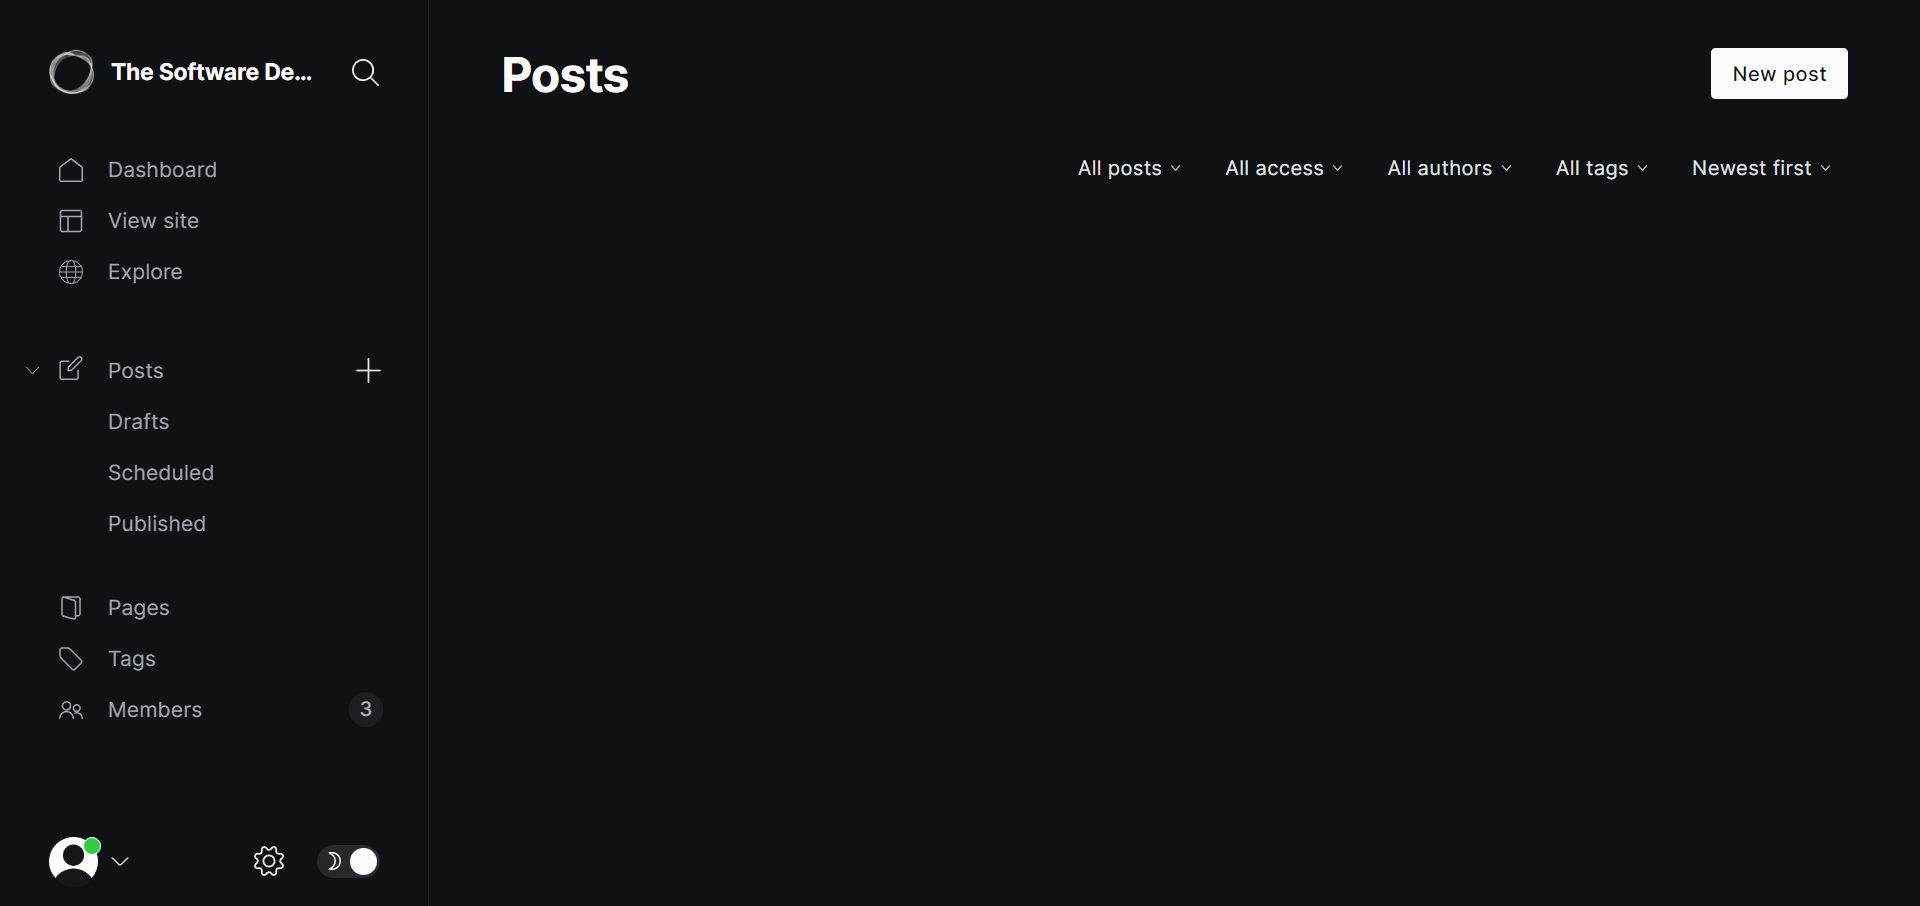 The Software De...
Dashboard
View site
Explore
Posts
Drafts
Scheduled
Published
Pages
Tags
Members 3
Posts
New post
All posts All access All authors All tags Newest first